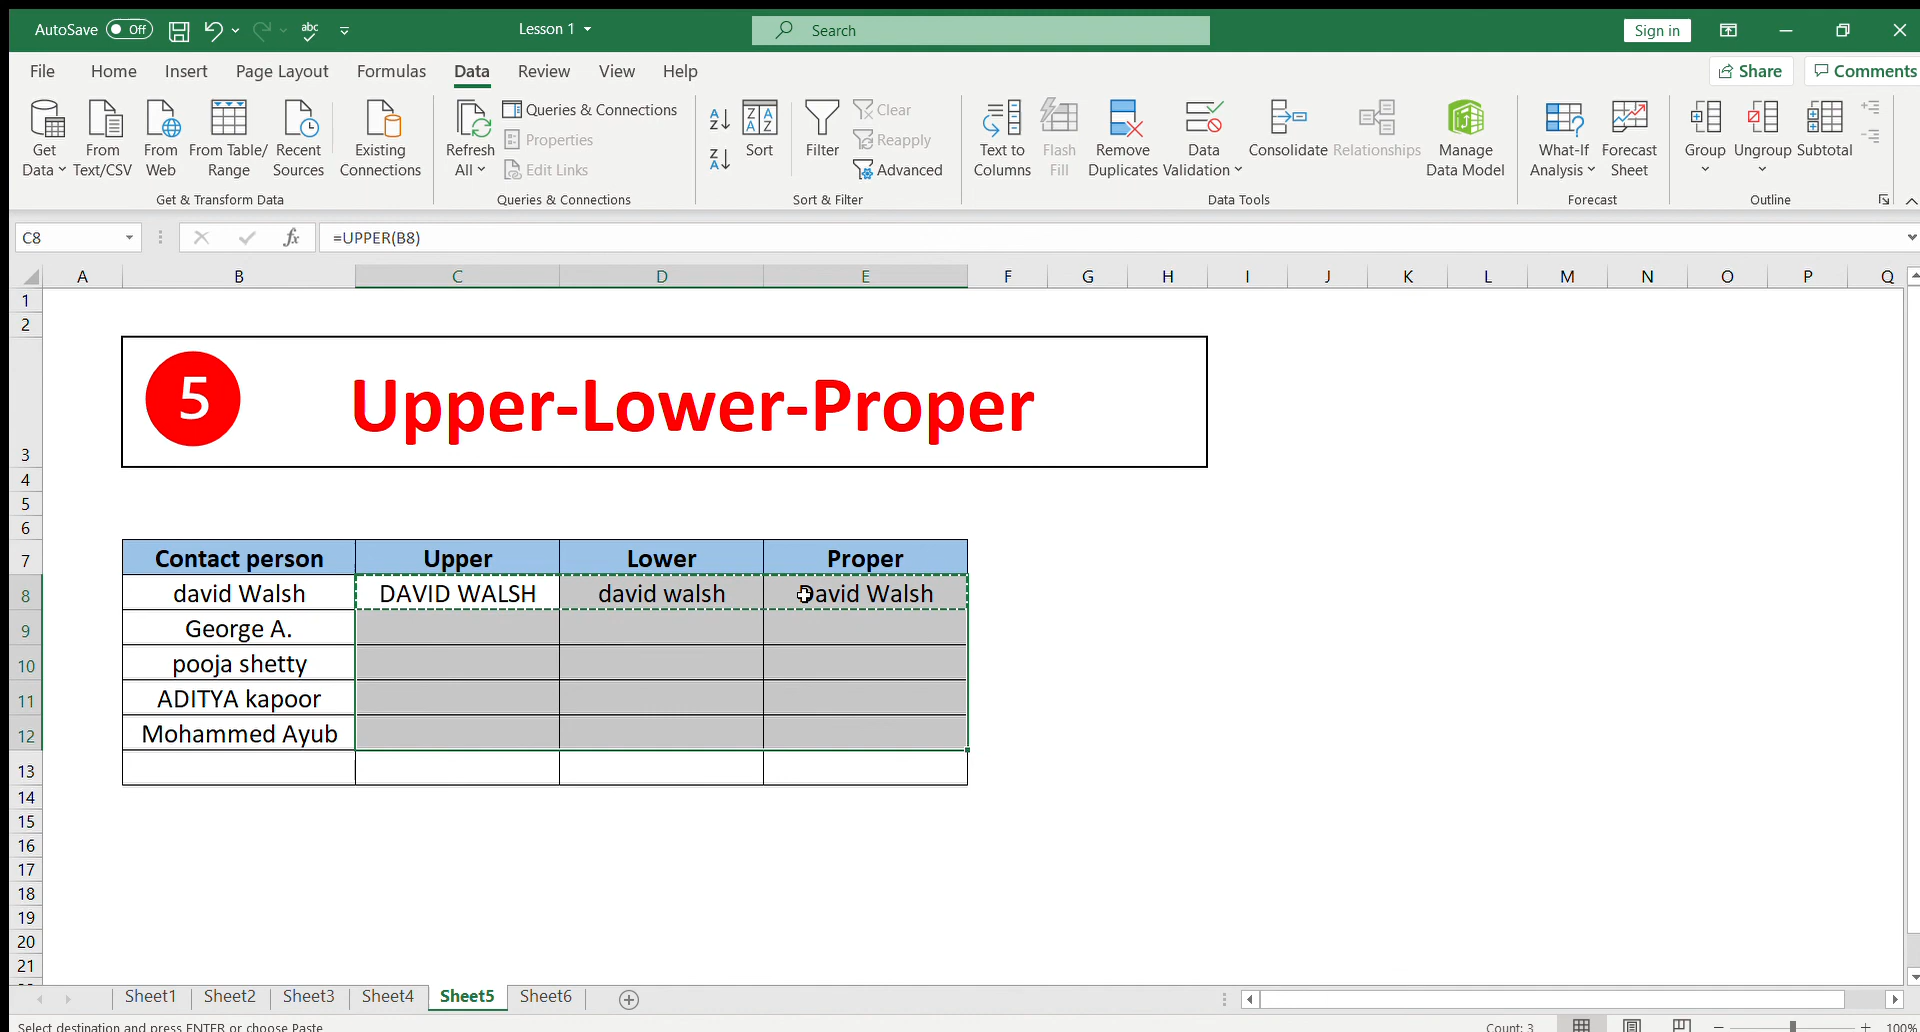 AutoSave Off abc Lesson 1 Search Sign in
File Home Insert Page Layout Formulas Data Review View Help Share Comments
Get Data From Text/CSV From Web From Table/ Range Recent Sources Existing Connections
Get & Transform Data
Refresh All Queries & Connections
Properties
Edit Links
Queries & Connections
Sort Filter Clear
Reapply
Advanced
Sort & Filter
Text to Columns Flash Fill Remove Duplicates Data Validation Consolidate Relationships Manage Data Model
Data Tools
What-If Analysis Forecast Sheet
Forecast
Group Ungroup Subtotal
Outline
C8 fx =UPPER(B8)
A B C D E F G H I J K L M N O P Q
1
2
3 5 Upper-Lower-Proper
4
5
6
7 Contact person Upper Lower Proper
8 david Walsh DAVID WALSH david walsh David Walsh
9 George A.
10 pooja shetty
11 ADITYA kapoor
12 Mohammed Ayub
13
14
15
16
17
18
19
20
21
Sheet1 Sheet2 Sheet3 Sheet4 Sheet5 Sheet6
Select destination and press ENTER or choose Paste Count: 3 100%